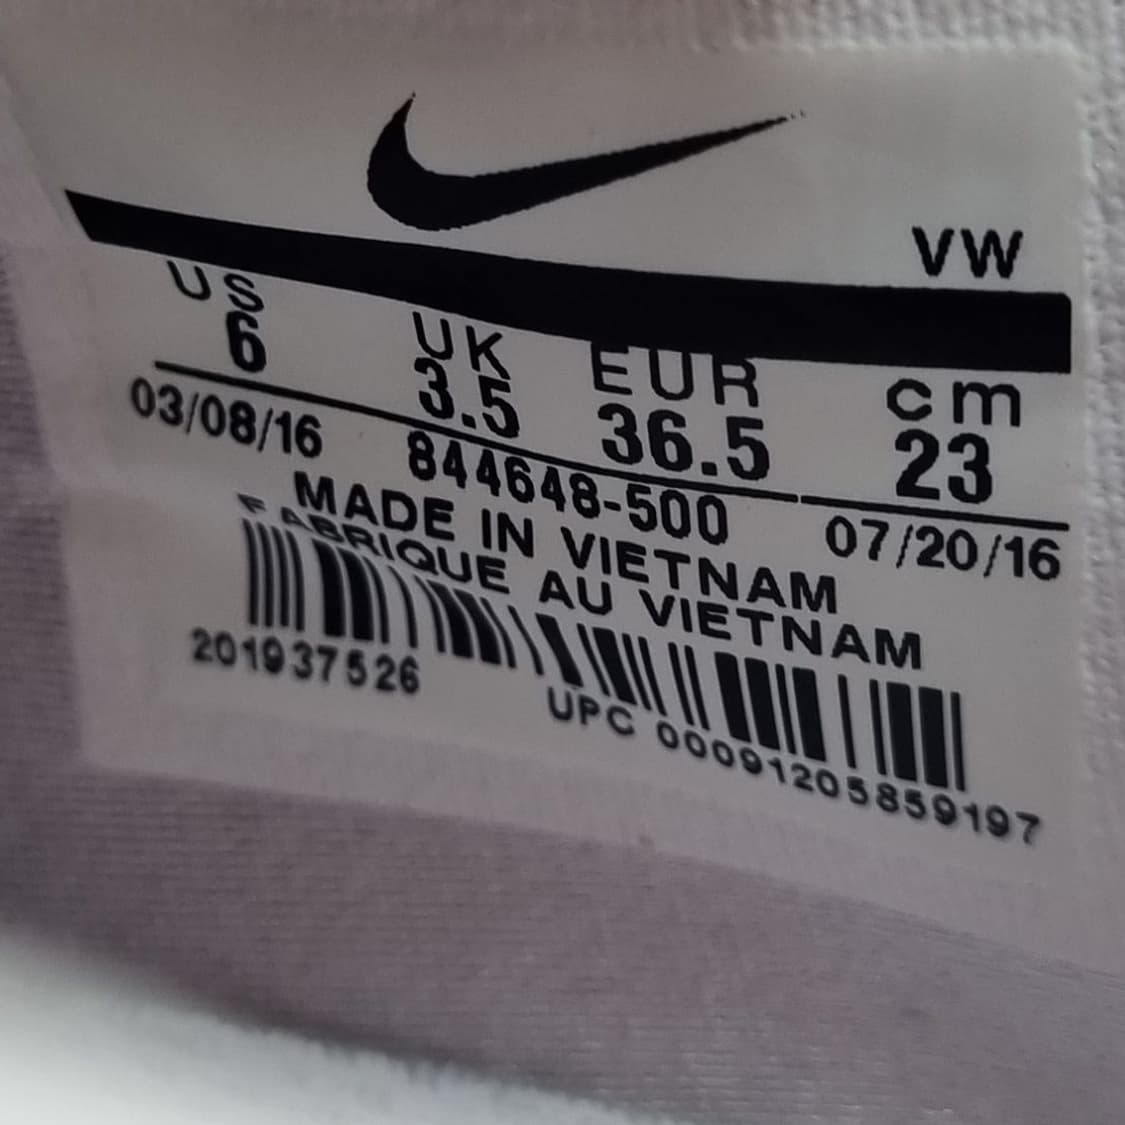 VW
US UK EUR cm
6 3.5 36.5 23
03/08/16 844648-500 07/20/16
MADE IN VIETNAM
FABRIQUE AU VIETNAM
201937526 UPC 00091205859197